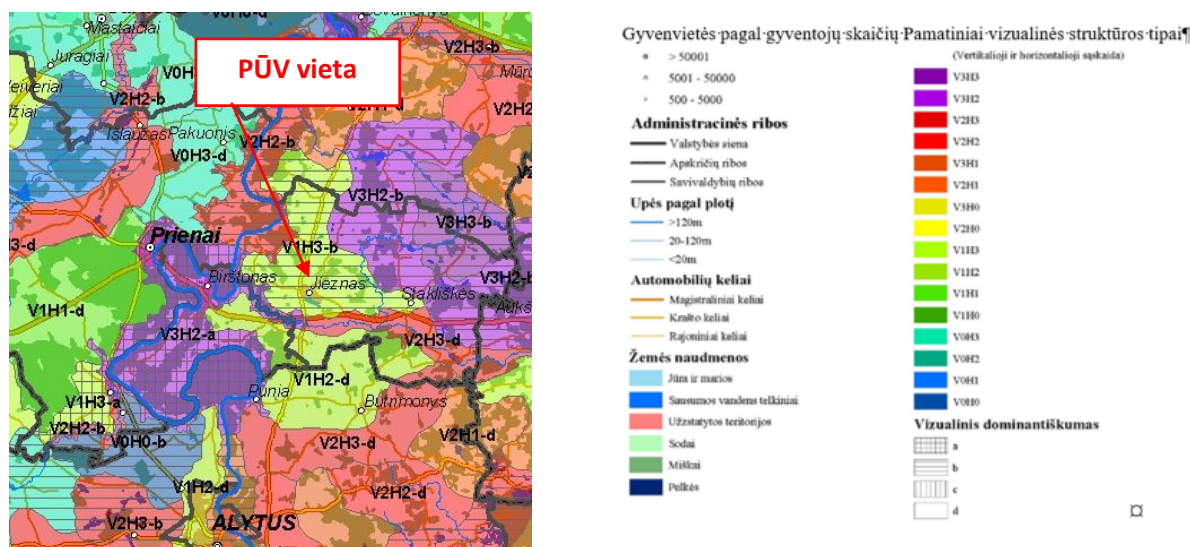 Mastaičiai
Juragiai
V2H3-b
PŪV vieta
V2H2-b
Išlaužas
Pakuonis
V0H3-d
V2H2-b
V3H2-b
V3H3-b
3-d
Prienai
V1H3-b
Birštonas
Jieznas
Stakliškės
V3H2-b
V1H1-d
V3H2-a
V2H3-d
V1H2-d
Punia
Butrimonys
V1H3-a
V2H2-b
V0H0-b
V2H3-d
V2H1-d
V1H2-d
V2H2-d
V2H3-b
ALYTUS
Gyvenvietės·pagal·gyventojų·skaičių·Pamatiniai·vizualinės·struktūros·tipai¶
(Vertikalioji ir horizontalioji sąskaida)
> 50001
5001 - 50000
500 - 5000
Administracinės ribos
Valstybės siena
Apskričių ribos
Savivaldybių ribos
Upės pagal plotį
>120m
20-120m
<20m
Automobilių keliai
Magistraliniai keliai
Krašto keliai
Rajoniniai keliai
Žemės naudmenos
Jūra ir marios
Sausumos vandens telkiniai
Užstatytos teritorijos
Sodai
Miškai
Pelkės
V3H3
V3H2
V2H3
V2H2
V3H1
V2H1
V3H0
V2H0
V1H3
V1H2
V1H1
V1H0
V0H3
V0H2
V0H1
V0H0
Vizualinis dominantiškumas
a
b
c
d
¤